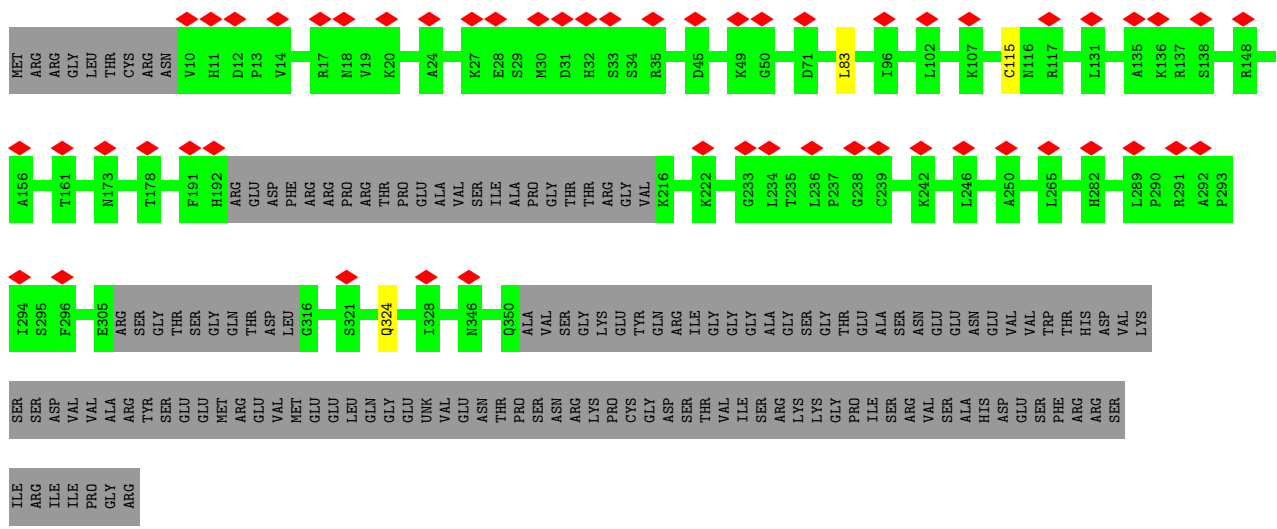 MET ARG ARG GLY LEU THR CYS ARG ASN V10 H11 D12 P13 V14 R17 N18 V19 K20 A24 K27 E28 S29 M30 D31 H32 S33 S34 R35 D45 K49 G50 D71 L83 I96 L102 K107 C115 N116 R117 L131 A135 K136 R137 S138 R148
A156 T161 N173 T178 F191 H192 ARG GLU ASP PHE ARG ARG PRO ARG THR PRO GLU ALA VAL SER ILE ALA PRO GLY THR THR ARG GLY VAL K216 K222 G233 L234 T235 L236 P237 G238 C239 K242 L246 A250 L265 H282 L289 P290 R291 A292 P293
I294 S295 F296 E305 ARG SER GLY THR SER GLY GLN THR ASP LEU G316 S321 Q324 I328 N346 Q350 ALA VAL SER GLY LYS GLU TYR GLN ARG ILE GLY GLY GLY ALA GLY SER GLY THR GLU ALA SER ASN GLU GLU ASN GLU VAL VAL TRP THR HIS ASP VAL LYS
SER SER ASP VAL VAL ALA ARG TYR SER GLU GLU MET ARG GLU VAL MET GLU GLU LEU GLN GLY GLU UNK VAL GLU ASN THR PRO SER ASN ARG LYS PRO CYS GLY ASP SER THR VAL ILE SER ARG LYS LYS GLY PRO ILE SER ARG VAL SER ALA HIS ASP GLU SER PHE ARG ARG SER
ILE ARG ILE ILE PRO GLY ARG